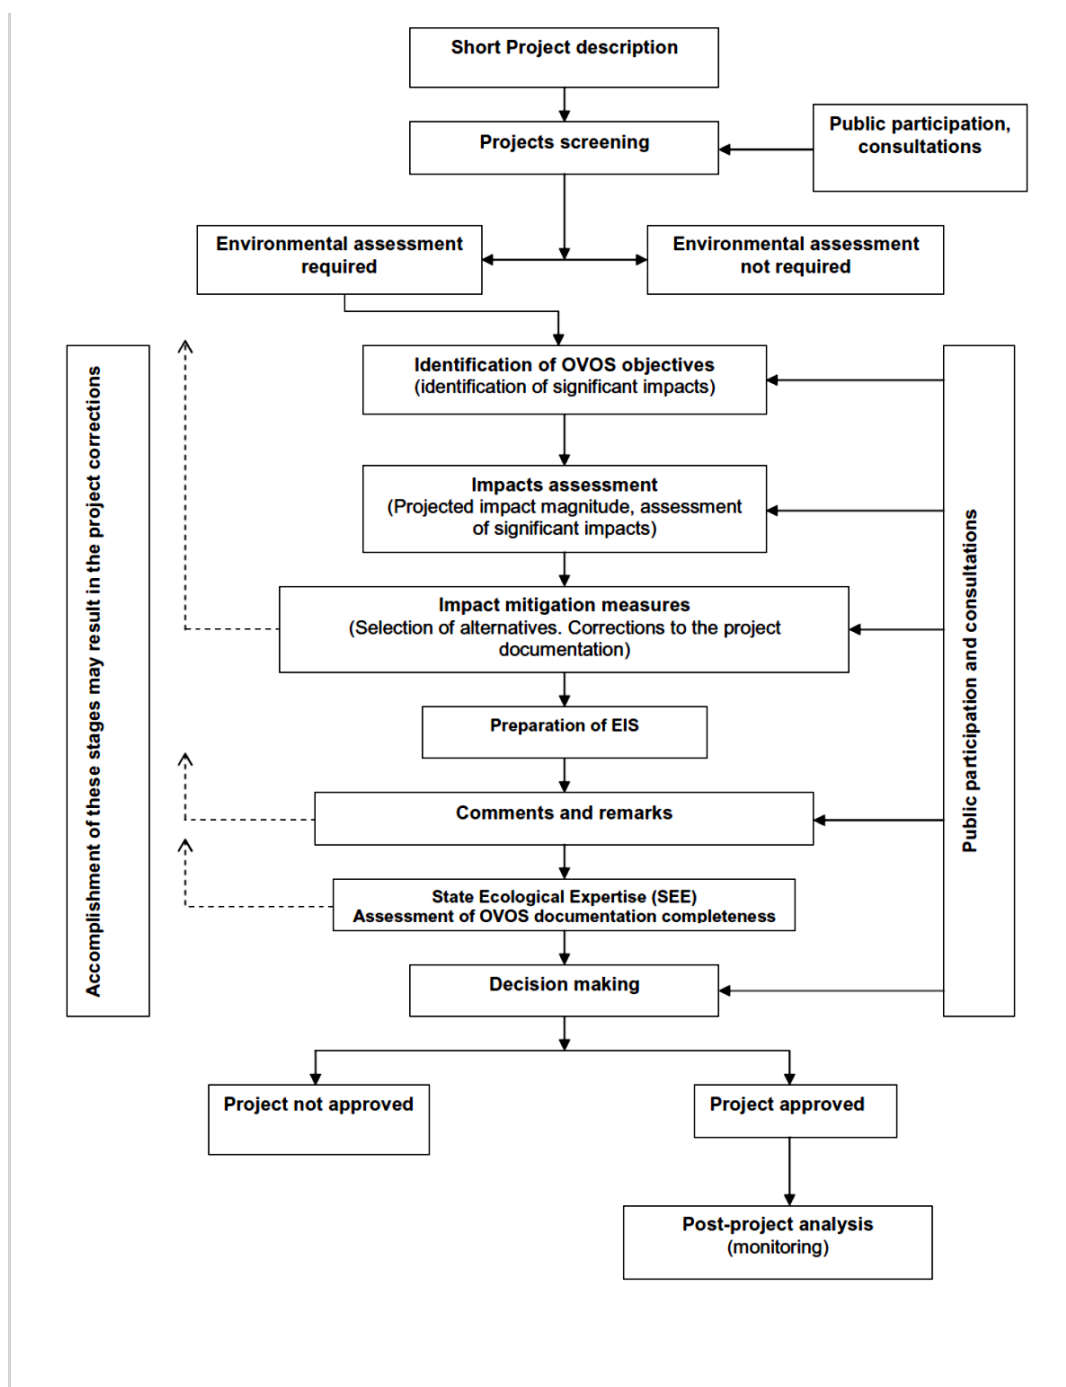 Short Project description
Projects screening
Public participation,
consultations
Environmental assessment
required
Environmental assessment
not required
Accomplishment of these stages may result in the project corrections
Identification of OVOS objectives
(identification of significant impacts)
Impacts assessment
(Projected impact magnitude, assessment
of significant impacts)
Impact mitigation measures
(Selection of alternatives. Corrections to the project
documentation)
Preparation of EIS
Comments and remarks
State Ecological Expertise (SEE)
Assessment of OVOS documentation completeness
Decision making
Public participation and consultations
Project not approved
Project approved
Post-project analysis
(monitoring)